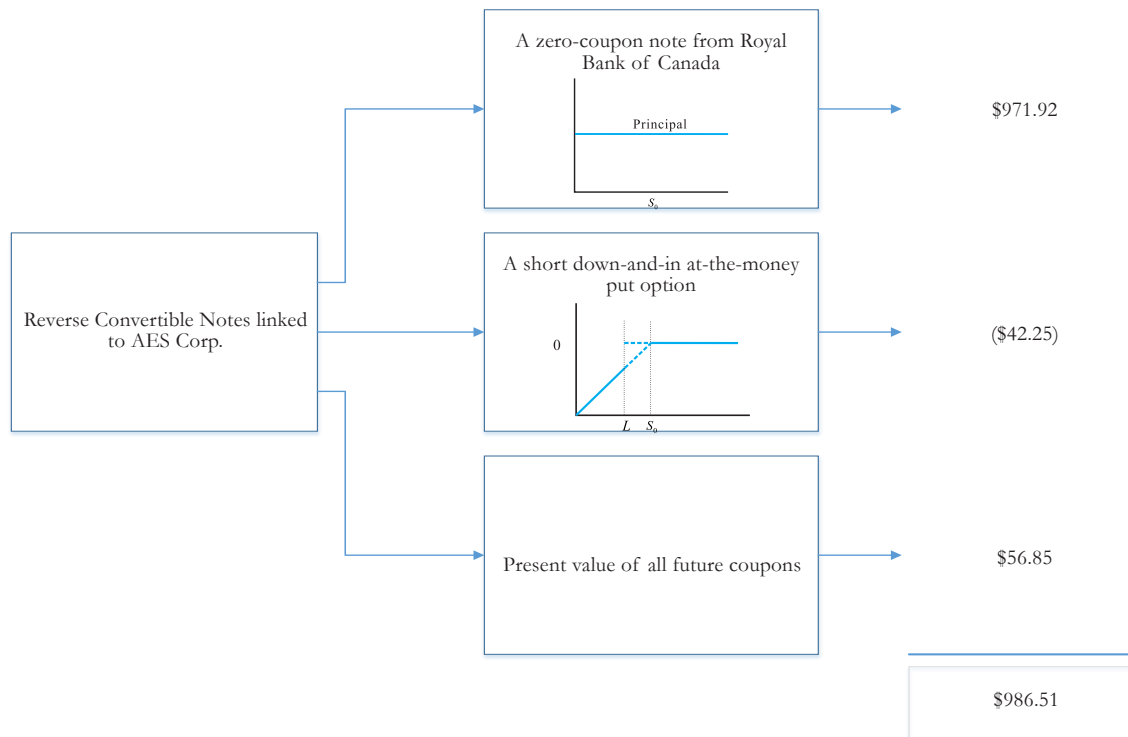 A zero-coupon note from Royal
Bank of Canada
Principal
S₀
$971.92
Reverse Convertible Notes linked
to AES Corp.
A short down-and-in at-the-money
put option
0
L S₀
($42.25)
Present value of all future coupons
$56.85
$986.51